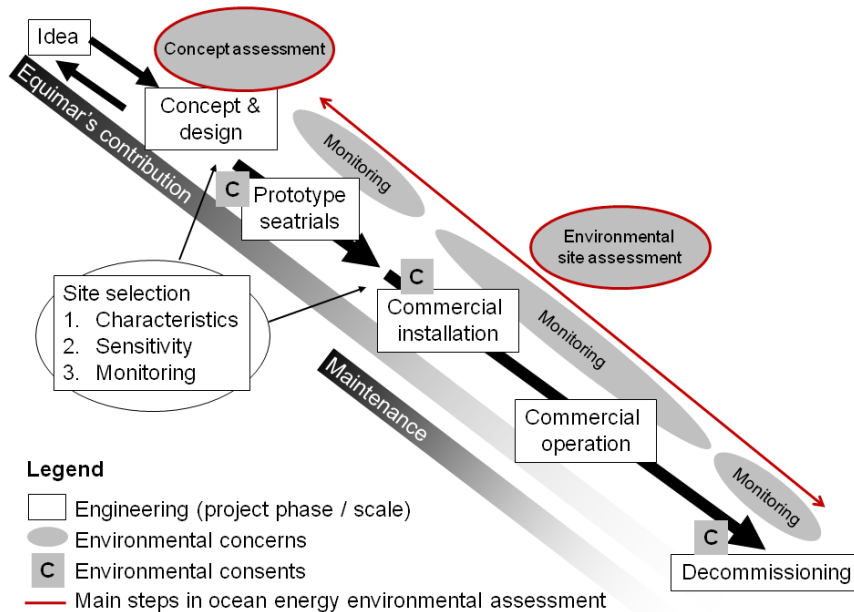 Idea
Concept assessment
Concept &
design
Equimar's contribution
Monitoring
C
Prototype
seatrials
Environmental
site assessment
C
Site selection
1. Characteristics
2. Sensitivity
3. Monitoring
Commercial
installation
Monitoring
Maintenance
Commercial
operation
Monitoring
C
Decommissioning
Legend
Engineering (project phase / scale)
Environmental concerns
C Environmental consents
Main steps in ocean energy environmental assessment